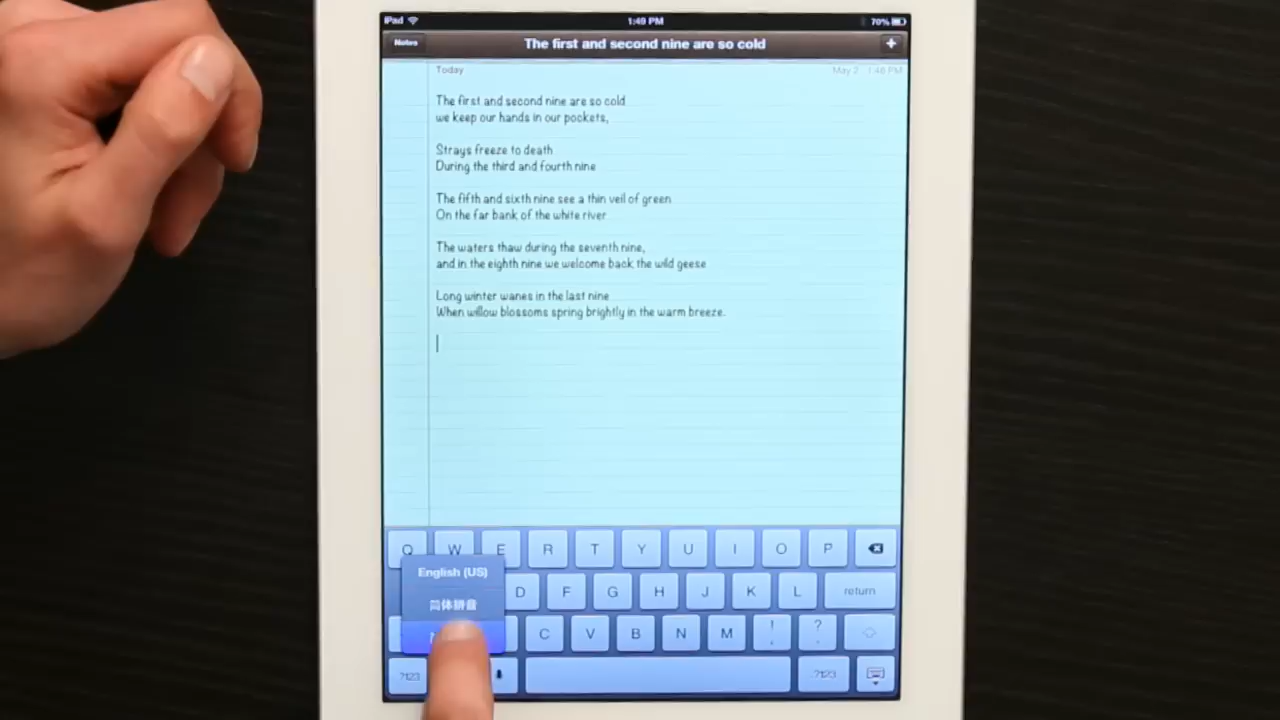 iPad
1:49 PM
70%
Notes
The first and second nine are so cold
+
Today
May 2 1:46 PM
The first and second nine are so cold
we keep our hands in our pockets,
Strays freeze to death
During the third and fourth nine
The fifth and sixth nine see a thin veil of green
On the far bank of the white river
The waters thaw during the seventh nine,
and in the eighth nine we welcome back the wild geese
Long winter wanes in the last nine
When willow blossoms spring brightly in the warm breeze.
Q W E R T Y U I O P
English (US)
D F G H J K L return
简体拼音
C V B N M ! , ? .
.?123
.?123